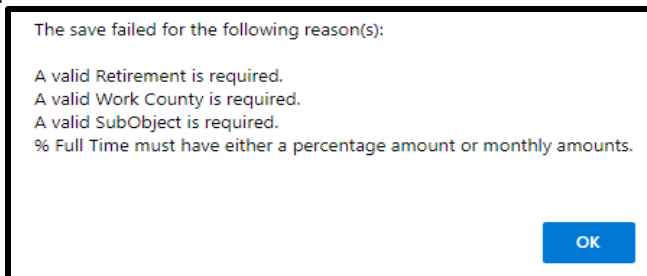 The save failed for the following reason(s):
A valid Retirement is required.
A valid Work County is required.
A valid SubObject is required.
% Full Time must have either a percentage amount or monthly amounts.
OK